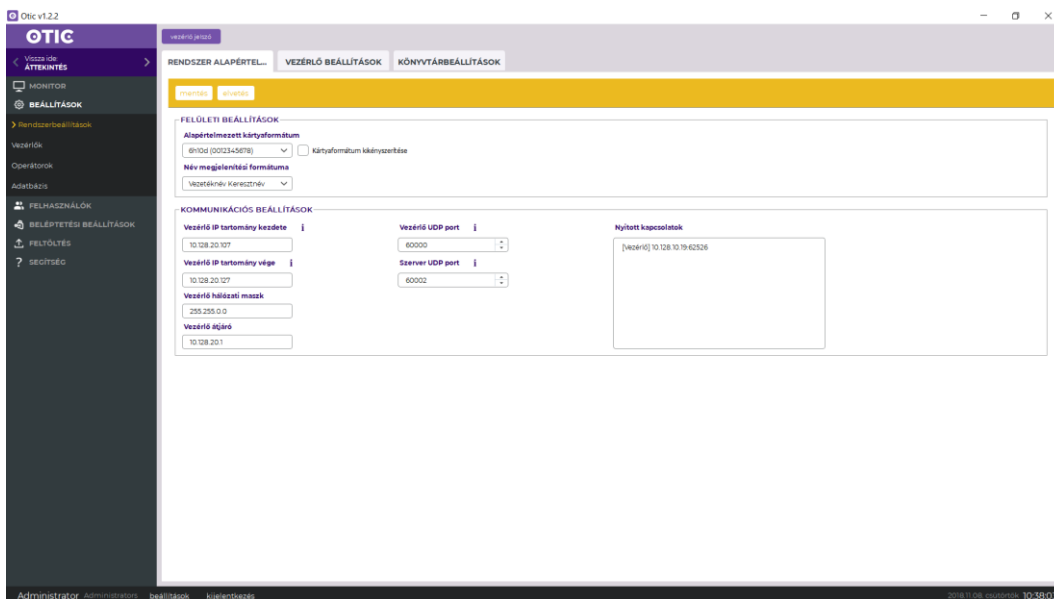 Otic v1.2.2
OTIC
vezérlő jelszó
Vissza ide:
ÁTTEKINTÉS
RENDSZER ALAPÉRTEL...
VEZÉRLŐ BEÁLLÍTÁSOK
KÖNYVTÁRBEÁLLÍTÁSOK
MONITOR
BEÁLLÍTÁSOK
Rendszerbeállítások
Vezérlők
Operátorok
Adatbázis
FELHASZNÁLÓK
BELÉPTETÉSI BEÁLLÍTÁSOK
FELTÖLTÉS
SEGÍTSÉG
mentés
elvetés
FELÜLETI BEÁLLÍTÁSOK
Alapértelmezett kártyaformátum
6h10d (0012345678)
Kártyaformátum kikényszerítése
Név megjelenítési formátuma
Vezetéknév Keresztnév
KOMMUNIKÁCIÓS BEÁLLÍTÁSOK
Vezérlő IP tartomány kezdete
10.128.20.107
Vezérlő IP tartomány vége
10.128.20.127
Vezérlő hálózati maszk
255.255.0.0
Vezérlő átjáró
10.128.20.1
Vezérlő UDP port
60000
Szerver UDP port
60002
Nyitott kapcsolatok
[Vezérlő] 10.128.10.19:62526
Administrator Administrators beállítások kijelentkezés
2018.11.08. csütörtök